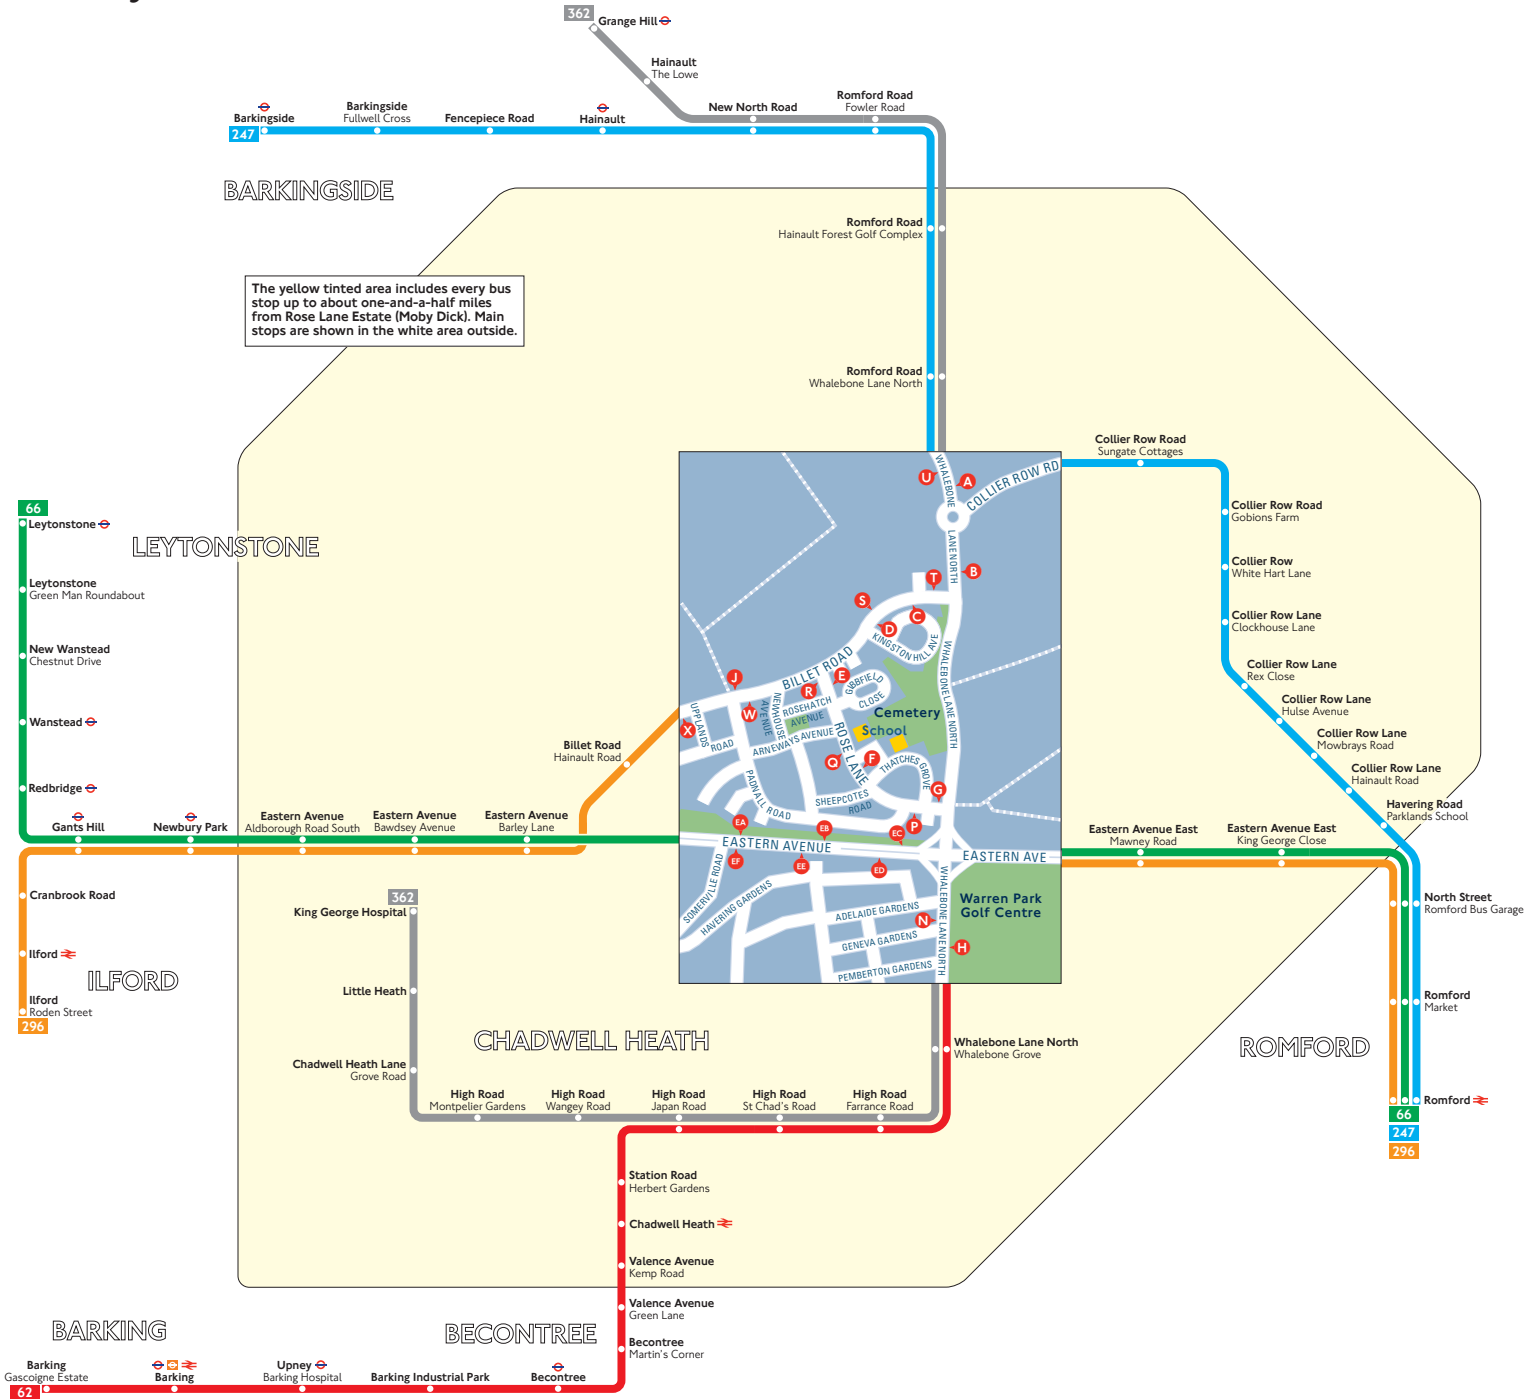 362
Grange Hill
Hainault
The Lowe
Romford Road
Fowler Road
New North Road
Barkingside
Barkingside
Fullwell Cross
Fencepiece Road
Hainault
247
BARKINGSIDE
Romford Road
Hainault Forest Golf Complex
The yellow tinted area includes every bus
stop up to about one-and-a-half miles
from Rose Lane Estate (Moby Dick). Main
stops are shown in the white area outside.
Romford Road
Whalebone Lane North
Collier Row Road
Sungate Cottages
Collier Row Road
Gobions Farm
Collier Row
White Hart Lane
Collier Row Lane
Clockhouse Lane
Collier Row Lane
Rex Close
Collier Row Lane
Hulse Avenue
Collier Row Lane
Mowbrays Road
Collier Row Lane
Hainault Road
Havering Road
Parklands School
66
Leytonstone
LEYTONSTONE
Leytonstone
Green Man Roundabout
New Wanstead
Chestnut Drive
Wanstead
Redbridge
Gants Hill
Newbury Park
Eastern Avenue
Aldborough Road South
Eastern Avenue
Bawdsey Avenue
Eastern Avenue
Barley Lane
Billet Road
Hainault Road
WHALEBONE
LANE NORTH
COLLIER ROW RD
U
A
B
T
S
C
D
KINGSTON HILL AVE
WHALEBONE LANE NORTH
BILLET ROAD
J
E
R
W
X
GIBBFIELD
CLOSE
ROSEHATCH
AVENUE
NEWHOUSE
AVENUE
UPPLANDS
ROAD
ARNEWAYS AVENUE
ROSE LANE
Cemetery
School
Q
F
THATCHES GROVE
G
PADNALL ROAD
SHEEPCOTES
ROAD
P
EA
EB
EC
EASTERN AVENUE
EASTERN AVE
EF
EE
ED
SOMERVILLE ROAD
HAVERING GARDENS
WHALEBONE LANE NORTH
Warren Park
Golf Centre
ADELAIDE GARDENS
N
GENEVA GARDENS
H
PEMBERTON GARDENS
Eastern Avenue East
Mawney Road
Eastern Avenue East
King George Close
North Street
Romford Bus Garage
Romford
Market
ROMFORD
Romford
66
247
296
Cranbrook Road
Ilford
ILFORD
Ilford
Roden Street
296
362
King George Hospital
Little Heath
Chadwell Heath Lane
Grove Road
CHADWELL HEATH
High Road
Montpelier Gardens
High Road
Wangey Road
High Road
Japan Road
High Road
St Chad's Road
High Road
Farrance Road
Whalebone Lane North
Whalebone Grove
Station Road
Herbert Gardens
Chadwell Heath
Valence Avenue
Kemp Road
Valence Avenue
Green Lane
Becontree
Martin's Corner
BARKING
BECONTREE
Barking
Gascoigne Estate
Barking
Upney
Barking Hospital
Barking Industrial Park
Becontree
62